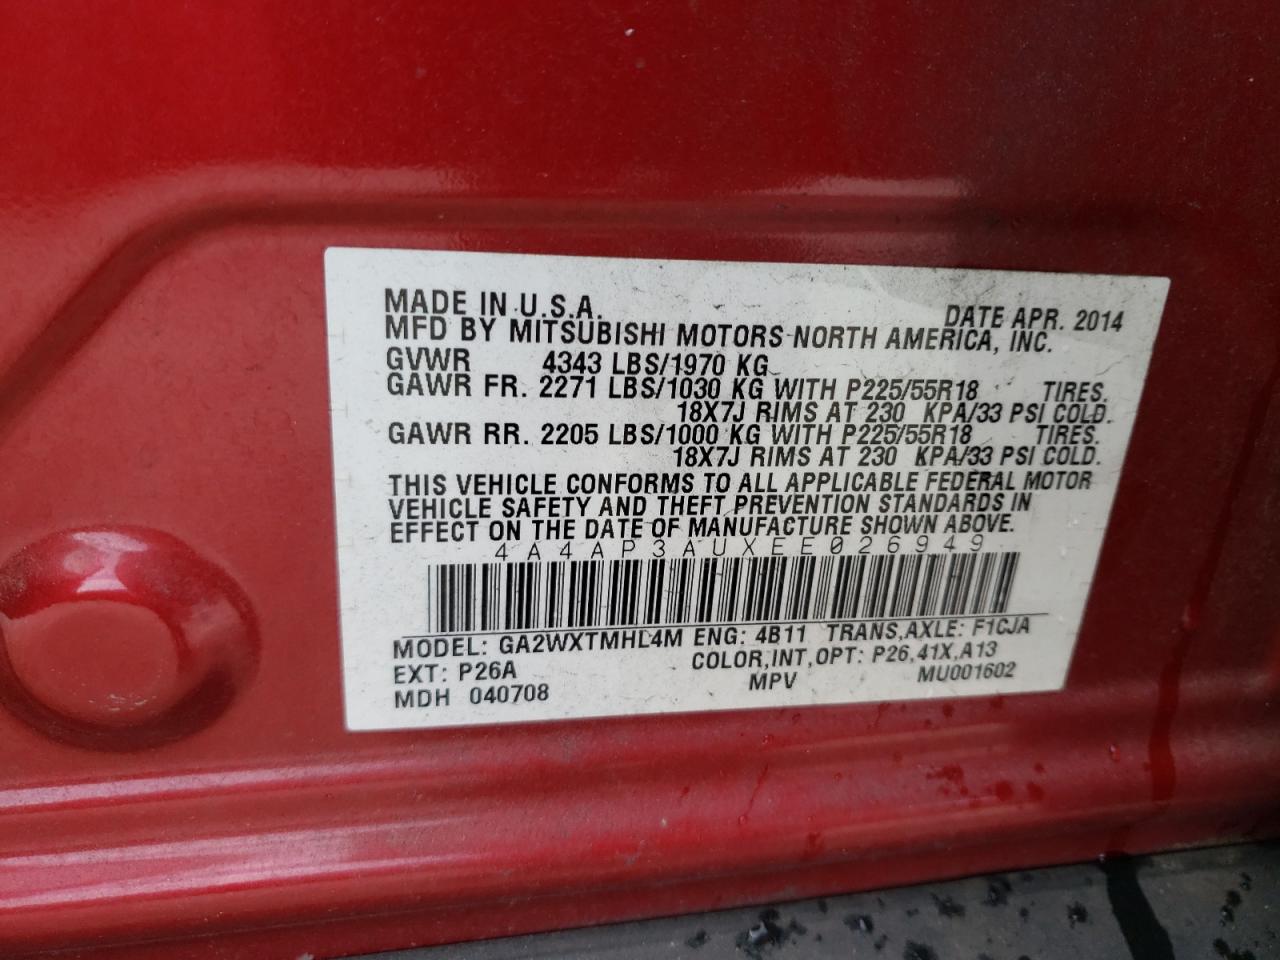 MADE IN U.S.A. DATE APR. 2014
MFD BY MITSUBISHI MOTORS NORTH AMERICA, INC.
GVWR 4343 LBS/1970 KG
GAWR FR. 2271 LBS/1030 KG WITH P225/55R18 TIRES.
18X7J RIMS AT 230 KPA/33 PSI COLD.
GAWR RR. 2205 LBS/1000 KG WITH P225/55R18 TIRES.
18X7J RIMS AT 230 KPA/33 PSI COLD.
THIS VEHICLE CONFORMS TO ALL APPLICABLE FEDERAL MOTOR
VEHICLE SAFETY AND THEFT PREVENTION STANDARDS IN
EFFECT ON THE DATE OF MANUFACTURE SHOWN ABOVE.
4A4AP3AUXEE026949
MODEL: GA2WXTMHL4M ENG: 4B11 TRANS,AXLE: F1CJA
EXT: P26A COLOR,INT,OPT: P26,41X,A13
MDH 040708 MPV MU001602